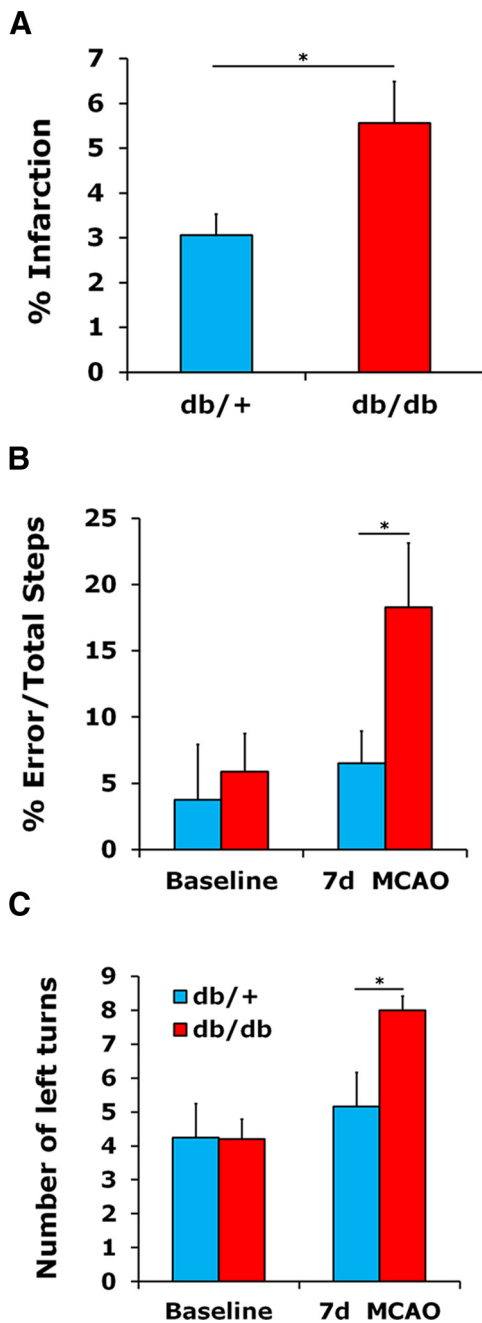 A
*
% Infarction
7
6
5
4
3
2
1
0
db/+ db/db
B
*
% Error/Total Steps
25
20
15
10
5
0
Baseline 7d MCAO
C
*
Number of left turns
9
8
7
6
5
4
3
2
1
0
db/+
db/db
Baseline 7d MCAO